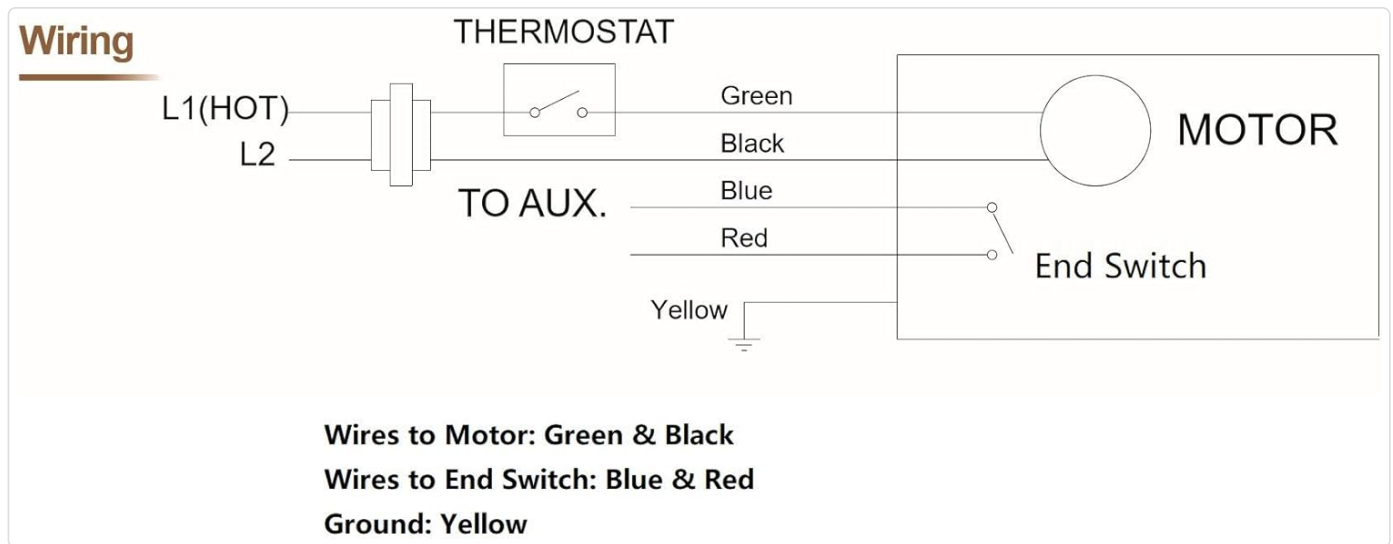 Wiring
THERMOSTAT
L1(HOT)
Green
MOTOR
L2
Black
TO AUX.
Blue
Red
End Switch
Yellow
Wires to Motor: Green & Black
Wires to End Switch: Blue & Red
Ground: Yellow